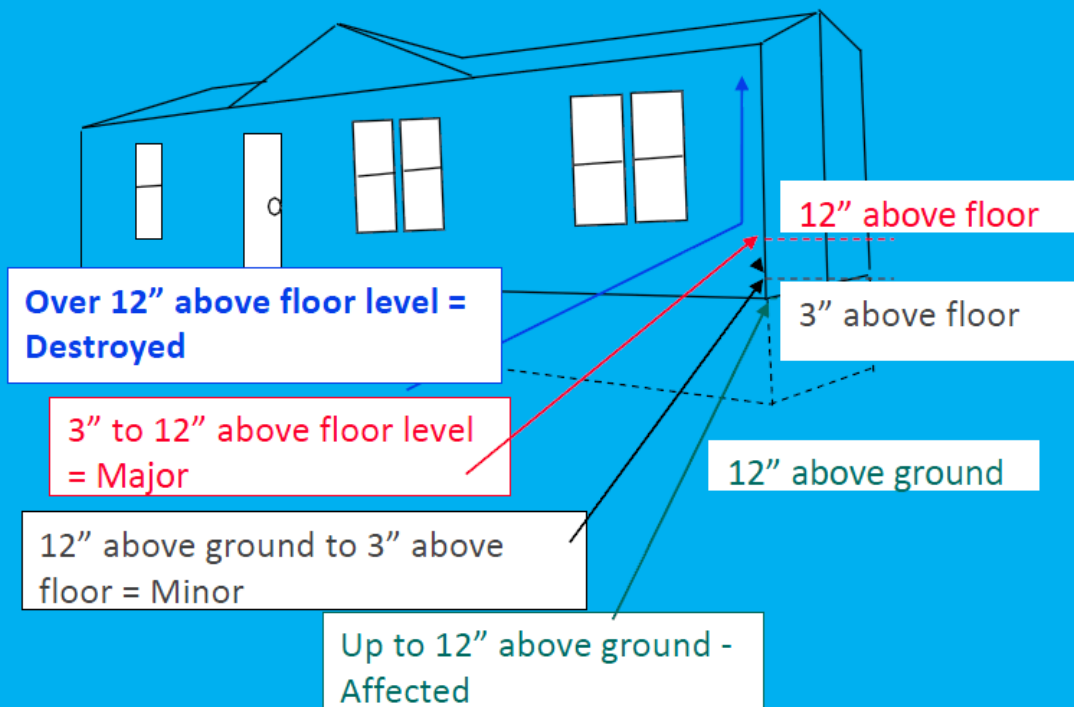 12” above floor
Over 12” above floor level =
Destroyed
3” above floor
3” to 12” above floor level
= Major
12” above ground
12” above ground to 3” above
floor = Minor
Up to 12” above ground -
Affected